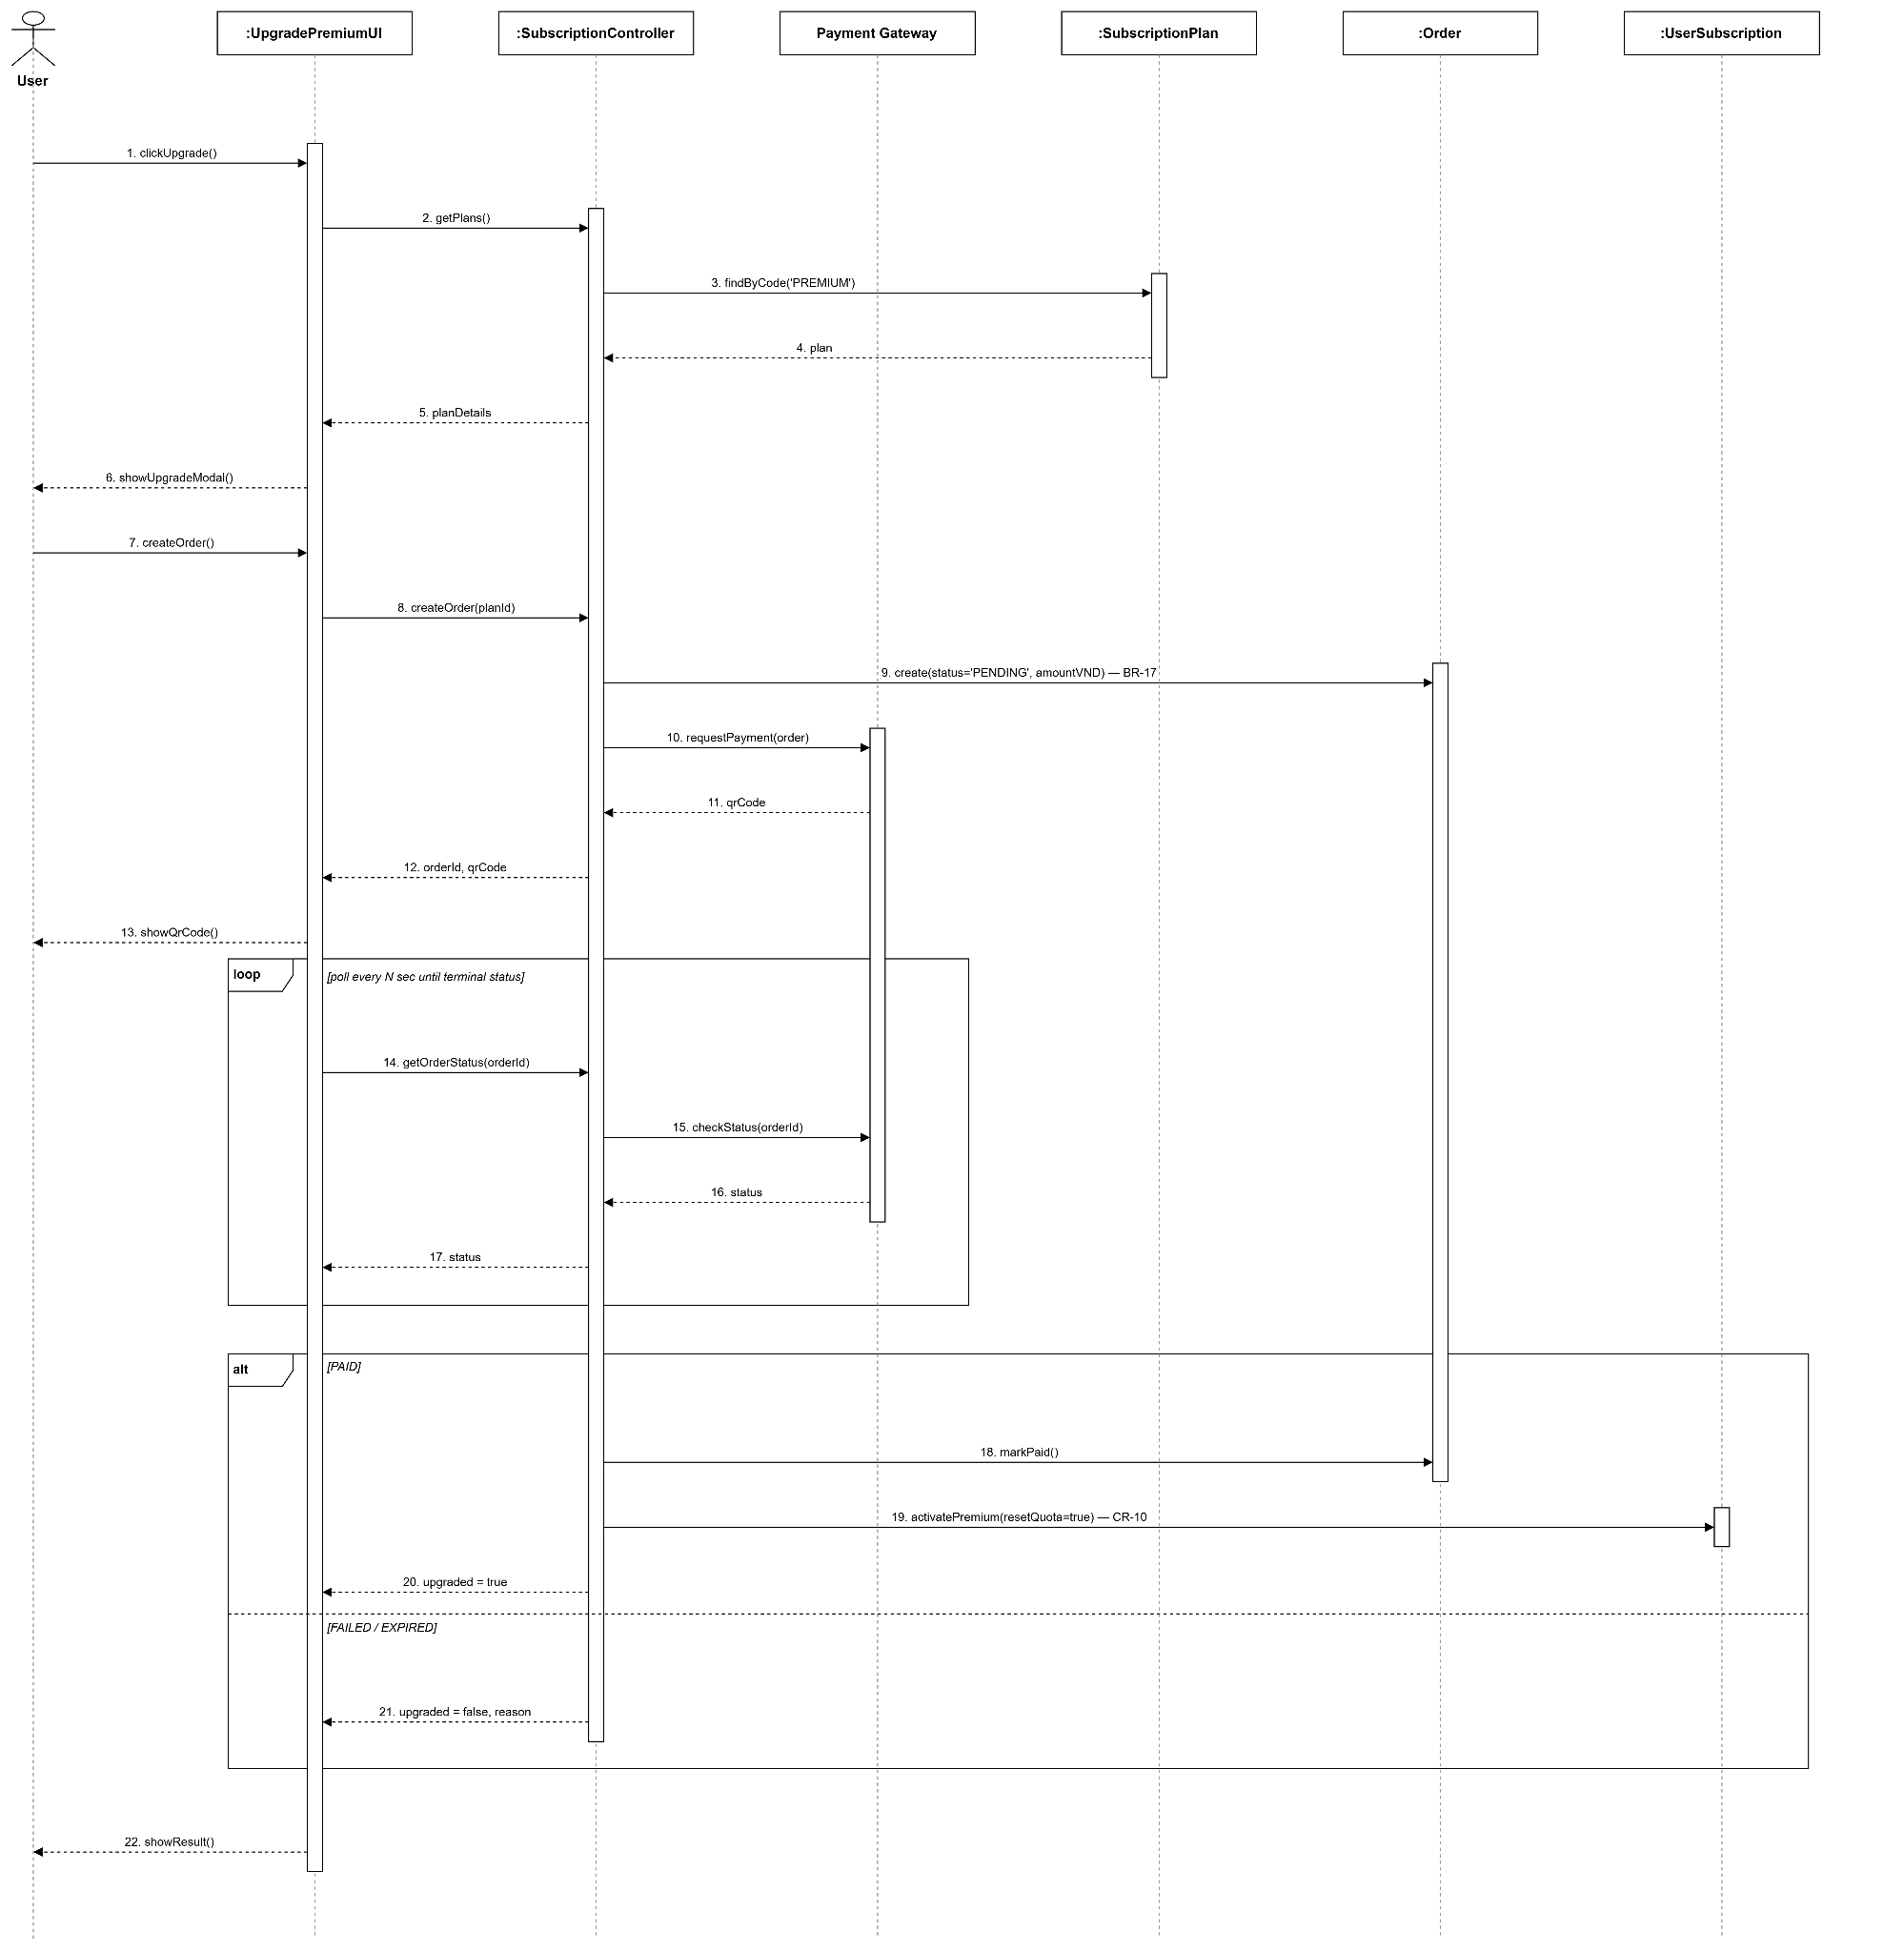 :UpgradePremiumUI
:SubscriptionController
Payment Gateway
:SubscriptionPlan
:Order
:UserSubscription
User
1. clickUpgrade()
2. getPlans()
3. findByCode('PREMIUM')
4. plan
5. planDetails
6. showUpgradeModal()
7. createOrder()
8. createOrder(planId)
9. create(status='PENDING', amountVND) — BR-17
10. requestPayment(order)
11. qrCode
12. orderId, qrCode
13. showQrCode()
loop
[poll every N sec until terminal status]
14. getOrderStatus(orderId)
15. checkStatus(orderId)
16. status
17. status
alt
[PAID]
18. markPaid()
19. activatePremium(resetQuota=true) — CR-10
20. upgraded = true
[FAILED / EXPIRED]
21. upgraded = false, reason
22. showResult()